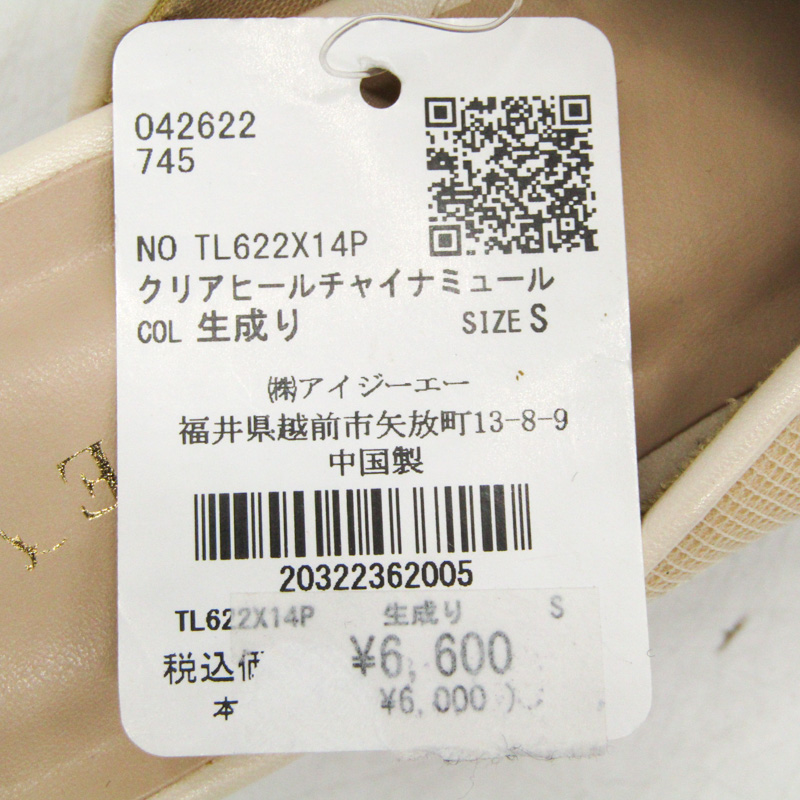 042622
745
NO TL622X14P
クリアヒールチャイナミュール
COL 生成り SIZE S
㈱アイジーエー
福井県越前市矢放町13-8-9
中国製
20322362005
TL622X14P 生成り S
税込価 ¥6,600
本 ¥6,000)
E